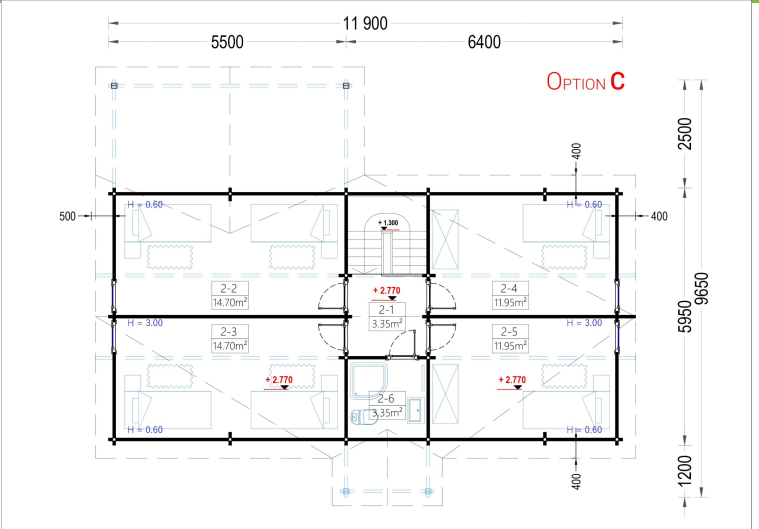 11 900
5500
6400
OPTION C
2500
400
H = 0.60
H = 0.60
500
400
+ 1.300
2-2
14.70m²
+ 2.770
2-4
11.95m²
2-1
3.35m²
H = 3.00
H = 3.00
2-3
14.70m²
2-5
11.95m²
5950
9650
+ 2.770
+ 2.770
2-6
3.35m²
H = 0.60
H = 0.60
400
1200